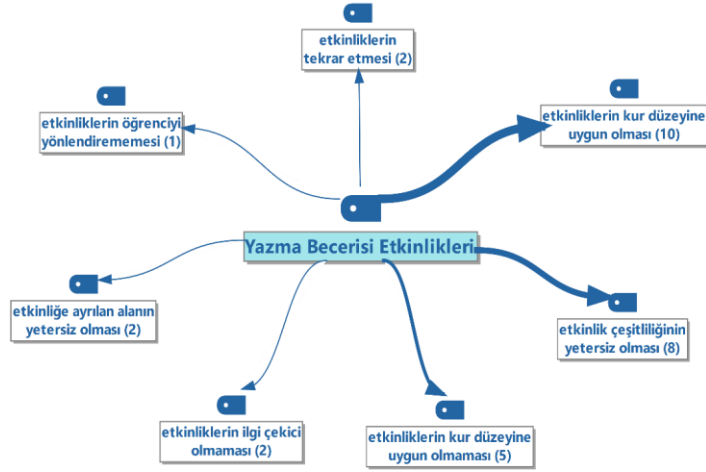 etkinliklerin
tekrar etmesi (2)
etkinliklerin öğrenciyi
yönlendirememesi (1)
etkinliklerin kur düzeyine
uygun olması (10)
Yazma Becerisi Etkinlikleri
etkinliğe ayrılan alanın
yetersiz olması (2)
etkinlik çeşitliliğinin
yetersiz olması (8)
etkinliklerin ilgi çekici
olmaması (2)
etkinliklerin kur düzeyine
uygun olmaması (5)